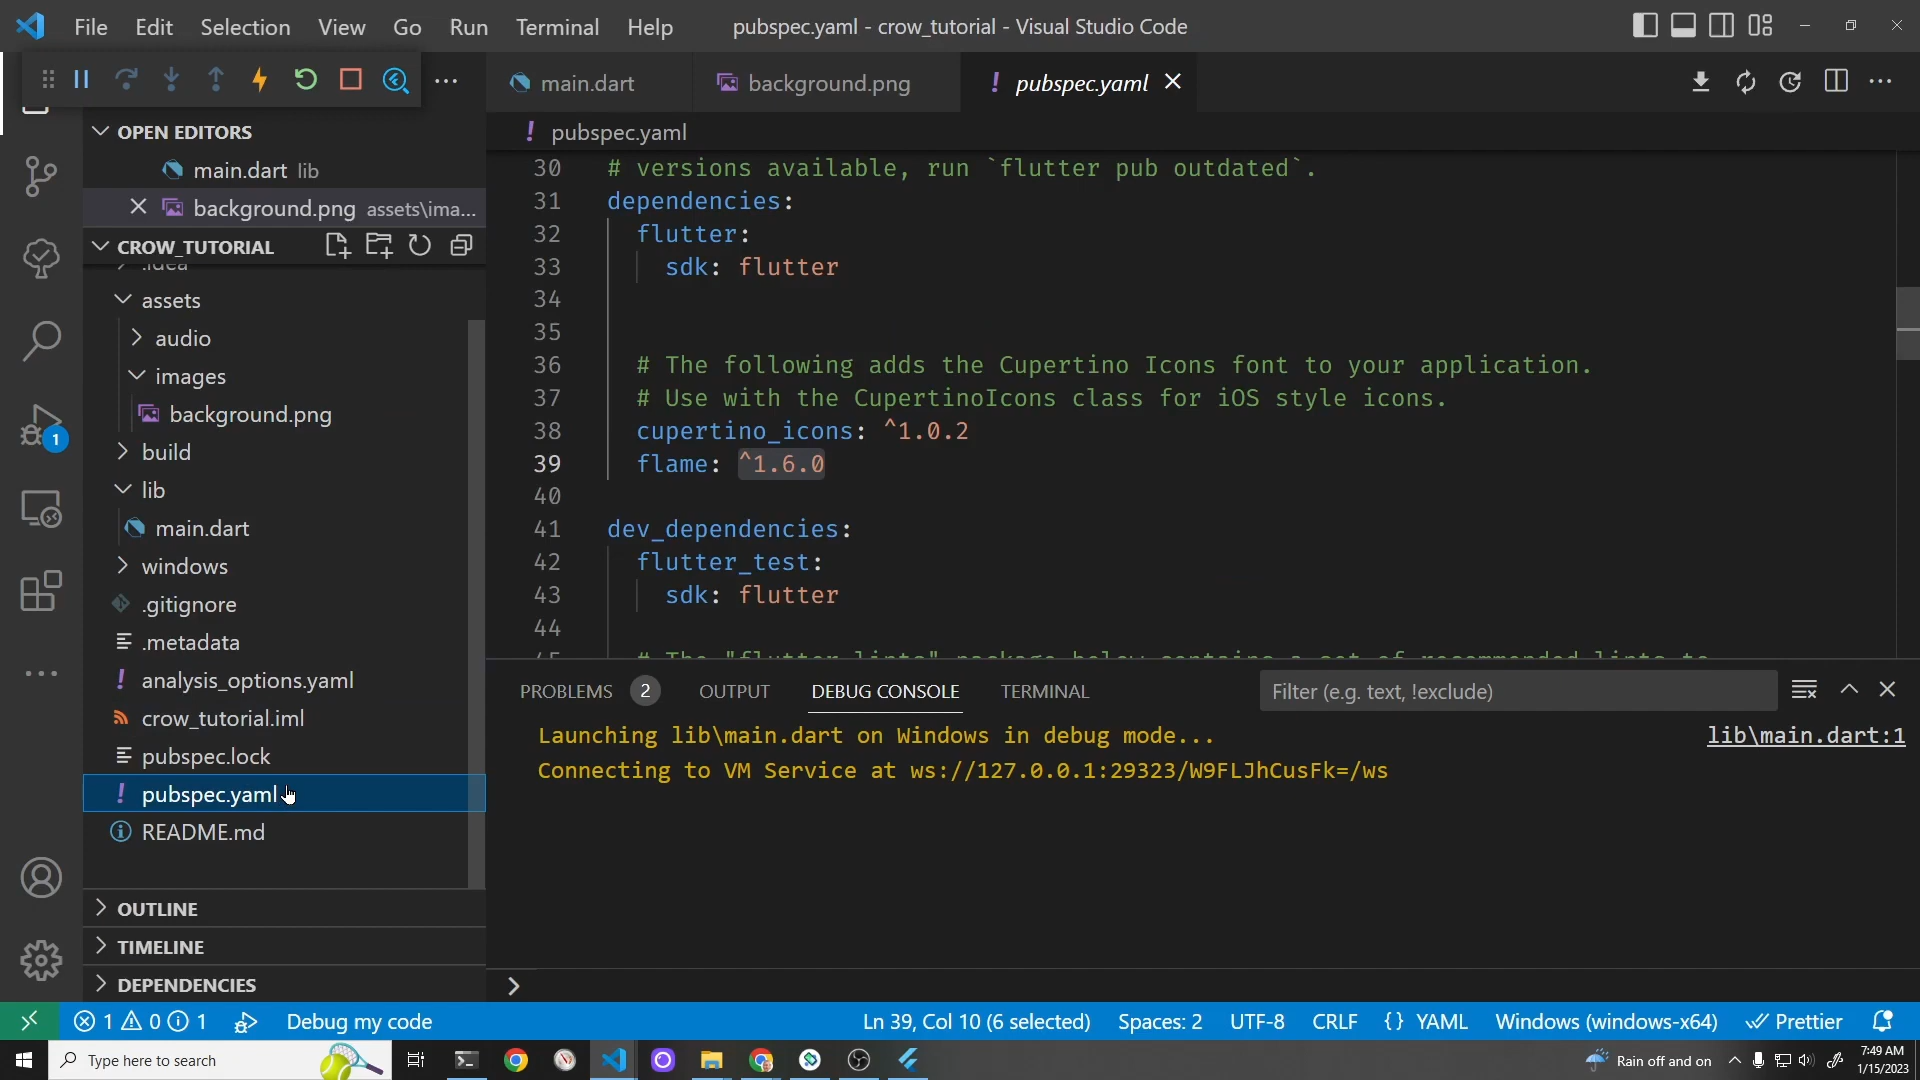 File Edit Selection View Go Run Terminal Help
pubspec.yaml - crow_tutorial - Visual Studio Code
main.dart
background.png
! pubspec.yaml
OPEN EDITORS
main.dart lib
background.png assets\ima...
CROW_TUTORIAL
.idea
assets
audio
images
background.png
build
lib
main.dart
windows
.gitignore
.metadata
! analysis_options.yaml
crow_tutorial.iml
pubspec.lock
! pubspec.yaml
README.md
OUTLINE
TIMELINE
DEPENDENCIES
1
! pubspec.yaml
30 # versions available, run `flutter pub outdated`.
31 dependencies:
32 flutter:
33 sdk: flutter
34
35
36 # The following adds the Cupertino Icons font to your application.
37 # Use with the CupertinoIcons class for iOS style icons.
38 cupertino_icons: ^1.0.2
39 flame: ^1.6.0
40
41 dev_dependencies:
42 flutter_test:
43 sdk: flutter
44
45 # The "flutter_lints" package below contains a set of recommended lints to
PROBLEMS 2 OUTPUT DEBUG CONSOLE TERMINAL
Filter (e.g. text, !exclude)
Launching lib\main.dart on Windows in debug mode... lib\main.dart:1
Connecting to VM Service at ws://127.0.0.1:29323/W9FLJhCusFk=/ws
1 0 1 Debug my code
Ln 39, Col 10 (6 selected) Spaces: 2 UTF-8 CRLF {} YAML Windows (windows-x64) Prettier
Type here to search
Rain off and on
7:49 AM
1/15/2023